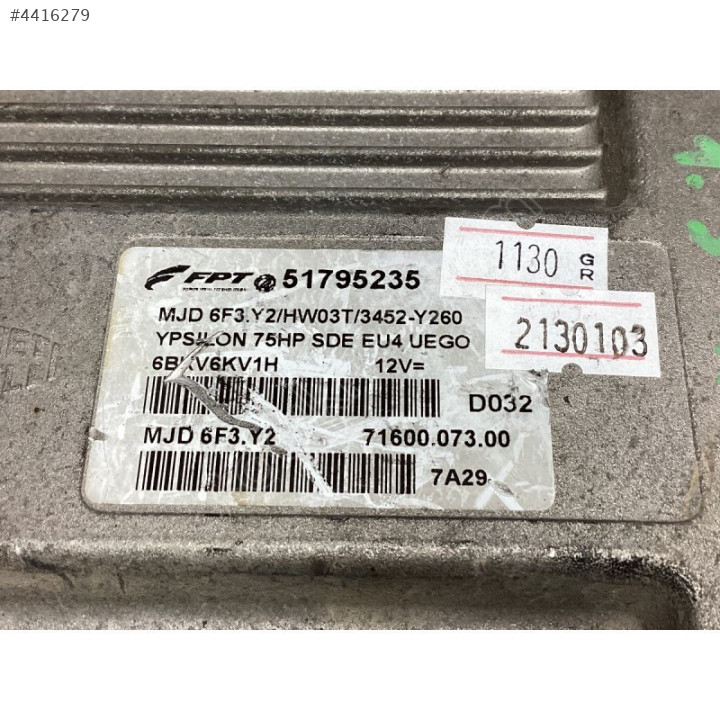 #4416279
1130 GR
2130103
FPT 51795235
MJD 6F3.Y2/HW03T/3452-Y260
YPSILON 75HP SDE EU4 UEGO
12V=
D032
MJD 6F3.Y2 71600.073.00
7A29